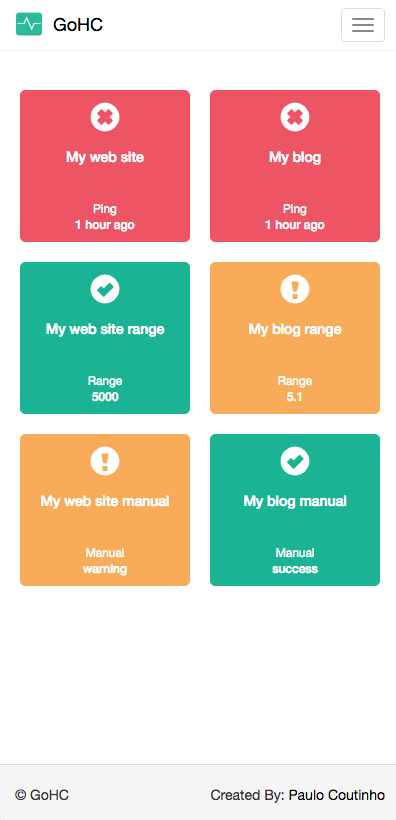 GoHC
My web site
Ping
1 hour ago
My blog
Ping
1 hour ago
My web site range
Range
5000
My blog range
Range
5.1
My web site manual
Manual
warning
My blog manual
Manual
success
© GoHC
Created By: Paulo Coutinho